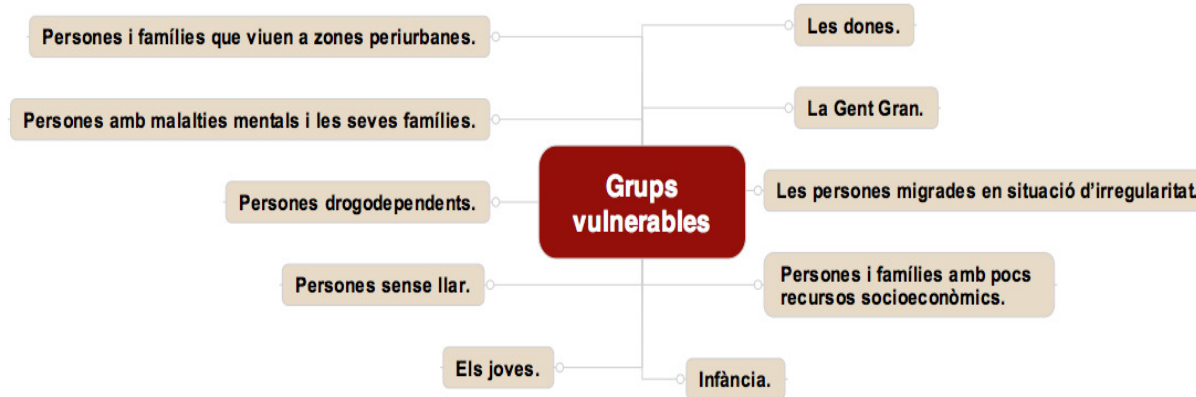 Persones i famílies que viuen a zones periurbanes.
Les dones.
Persones amb malalties mentals i les seves famílies.
La Gent Gran.
Grups
vulnerables
Persones drogodependents.
Les persones migrades en situació d’irregularitat.
Persones sense llar.
Persones i famílies amb pocs
recursos socioeconòmics.
Els joves.
Infància.